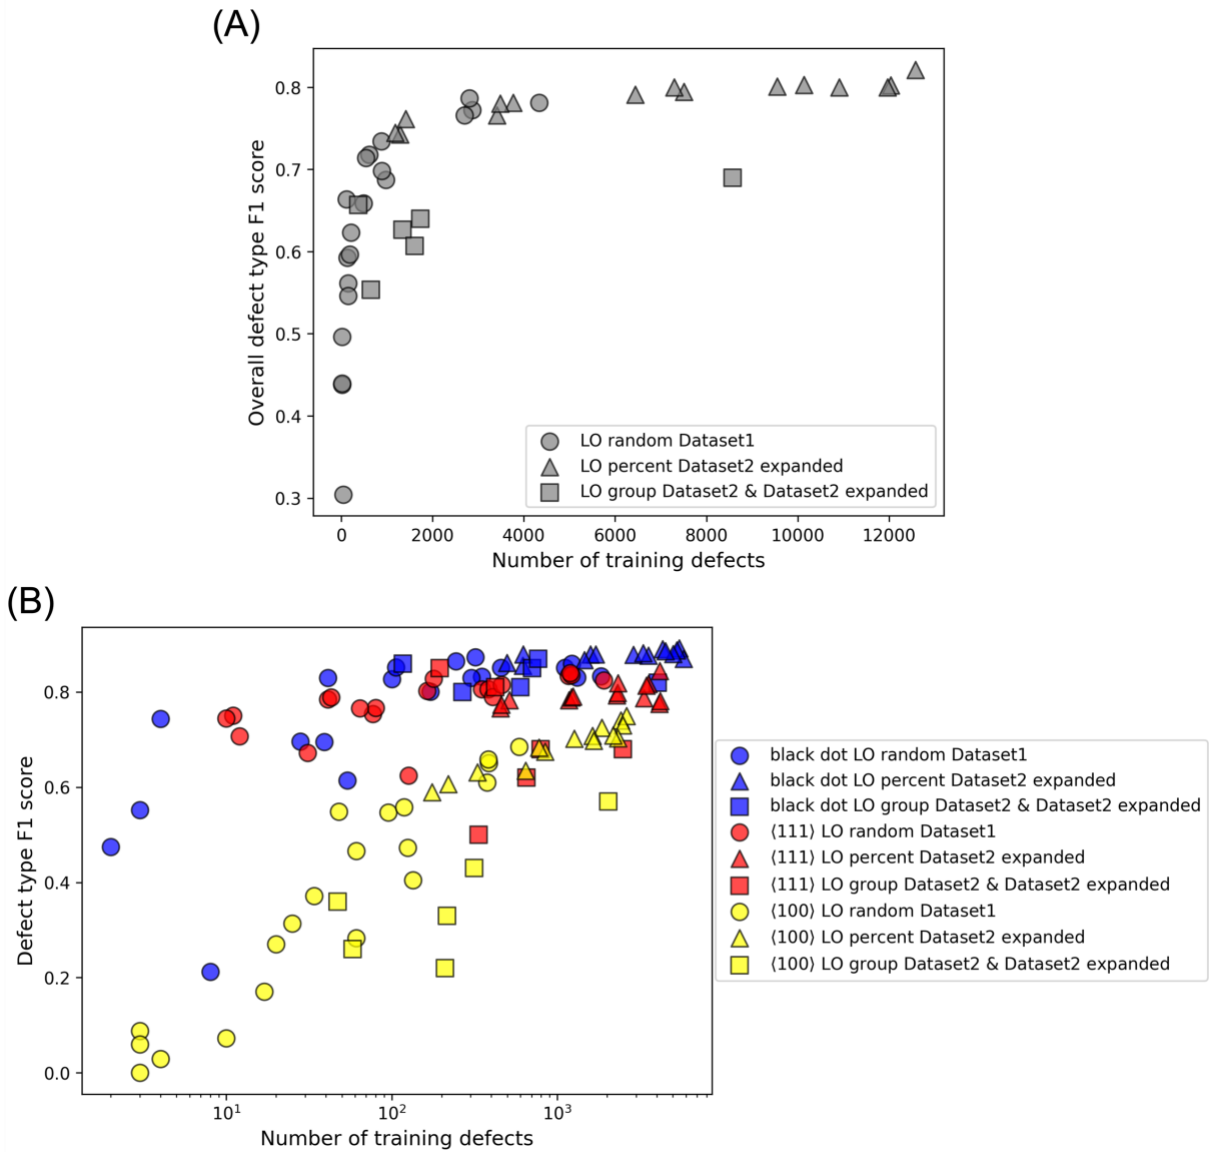 (A)
0.8
0.7
0.6
0.5
0.4
0.3
Overall defect type F1 score
LO random Dataset1
LO percent Dataset2 expanded
LO group Dataset2 & Dataset2 expanded
0 2000 4000 6000 8000 10000 12000
Number of training defects
(B)
0.8
0.6
0.4
0.2
0.0
Defect type F1 score
10¹ 10² 10³
Number of training defects
black dot LO random Dataset1
black dot LO percent Dataset2 expanded
black dot LO group Dataset2 & Dataset2 expanded
⟨111⟩ LO random Dataset1
⟨111⟩ LO percent Dataset2 expanded
⟨111⟩ LO group Dataset2 & Dataset2 expanded
⟨100⟩ LO random Dataset1
⟨100⟩ LO percent Dataset2 expanded
⟨100⟩ LO group Dataset2 & Dataset2 expanded